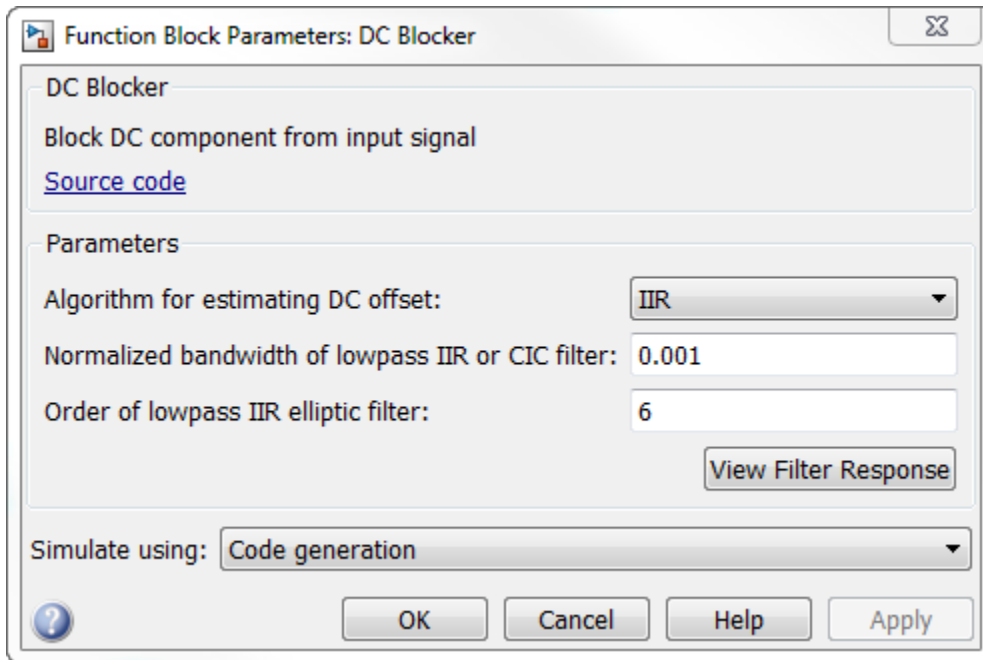 Function Block Parameters: DC Blocker
DC Blocker
Block DC component from input signal
Source code
Parameters
Algorithm for estimating DC offset: IIR
Normalized bandwidth of lowpass IIR or CIC filter: 0.001
Order of lowpass IIR elliptic filter: 6
View Filter Response
Simulate using: Code generation
? OK Cancel Help Apply